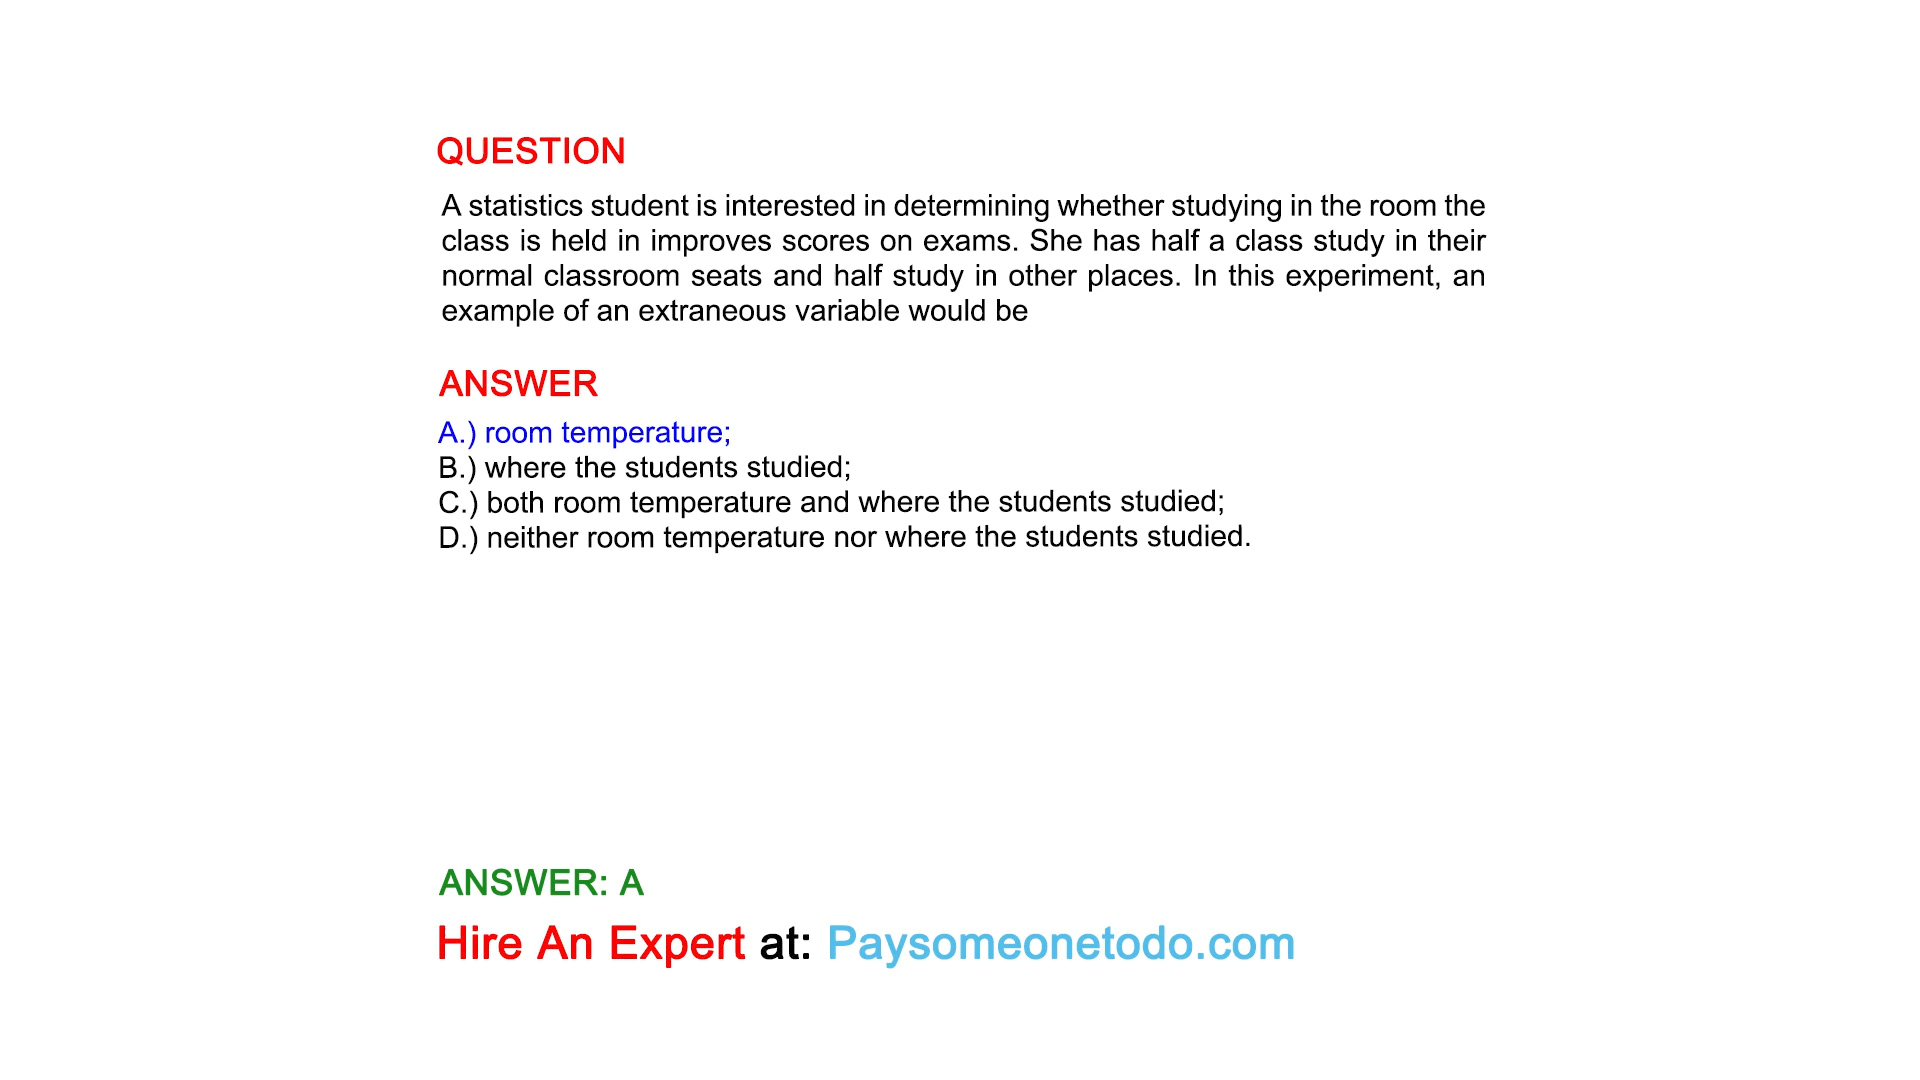 QUESTION
A statistics student is interested in determining whether studying in the room the
class is held in improves scores on exams. She has half a class study in their
normal classroom seats and half study in other places. In this experiment, an
example of an extraneous variable would be
ANSWER
A.) room temperature;
B.) where the students studied;
C.) both room temperature and where the students studied;
D.) neither room temperature nor where the students studied.
ANSWER: A
Hire An Expert at: Paysomeonetodo.com